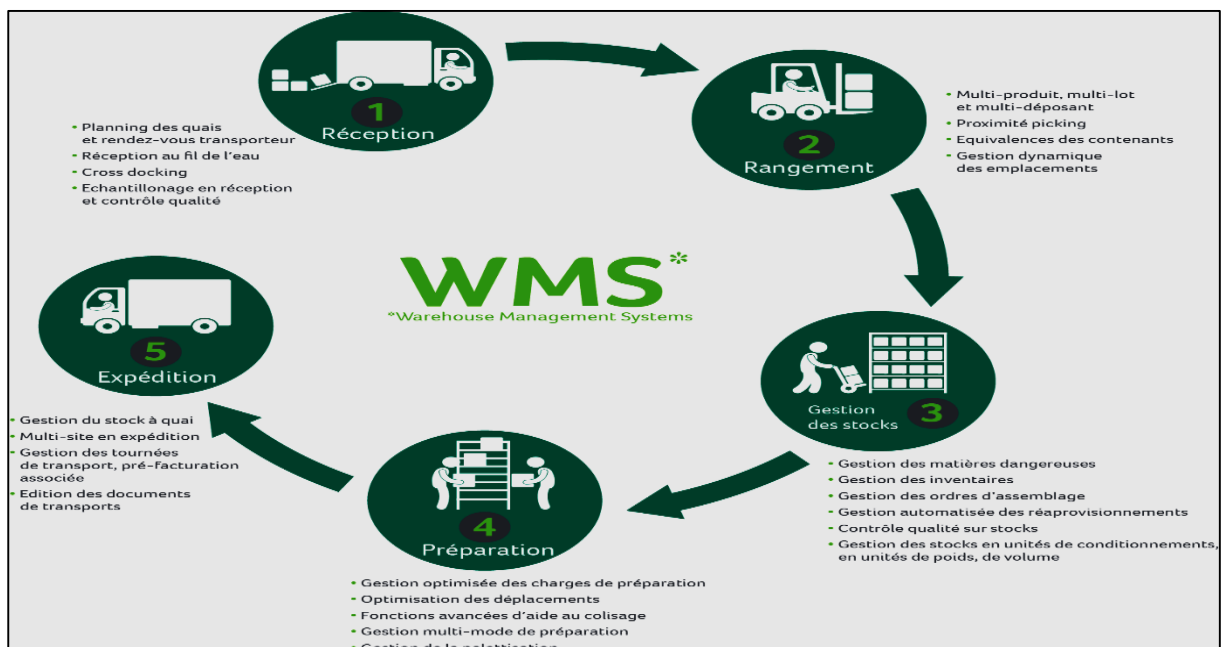 1
Réception
• Planning des quais
et rendez-vous transporteur
• Réception au fil de l'eau
• Cross docking
• Echantillonage en réception
et contrôle qualité
2
Rangement
• Multi-produit, multi-lot
et multi-déposant
• Proximité picking
• Equivalences des contenants
• Gestion dynamique
des emplacements
WMS*
*Warehouse Management Systems
3
Gestion
des stocks
• Gestion des matières dangereuses
• Gestion des inventaires
• Gestion des ordres d'assemblage
• Gestion automatisée des réaprovisionnements
• Contrôle qualité sur stocks
• Gestion des stocks en unités de conditionnements,
en unités de poids, de volume
4
Préparation
• Gestion optimisée des charges de préparation
• Optimisation des déplacements
• Fonctions avancées d'aide au colisage
• Gestion multi-mode de préparation
• Gestion de la palettisation
5
Expédition
• Gestion du stock à quai
• Multi-site en expédition
• Gestion des tournées
de transport, pré-facturation
associée
• Edition des documents
de transports